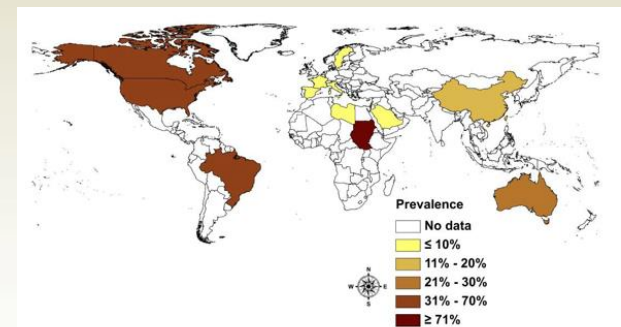 Prevalence
No data
≤ 10%
11% - 20%
21% - 30%
31% - 70%
≥ 71%
N
W
E
S